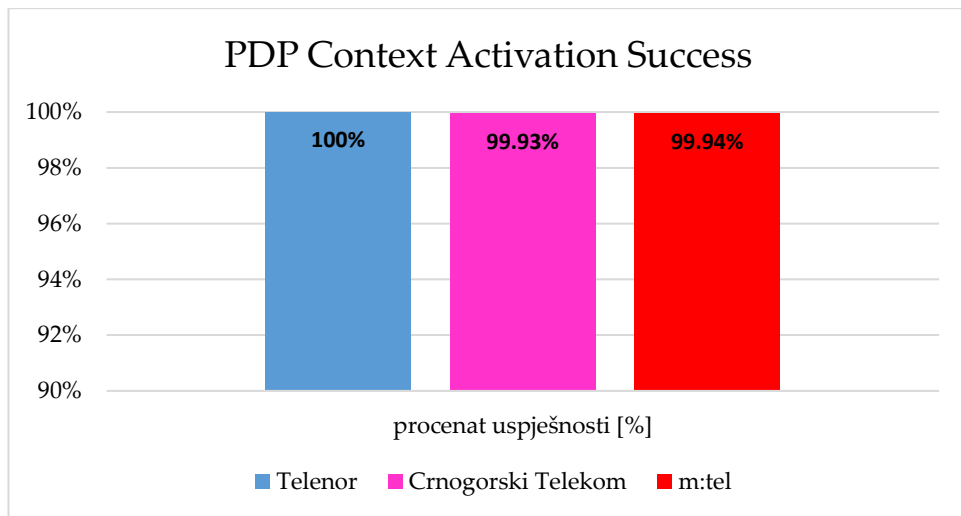 PDP Context Activation Success
100%
98%
96%
94%
92%
90%
100%
99.93%
99.94%
procenat uspješnosti [%]
Telenor
Crnogorski Telekom
m:tel